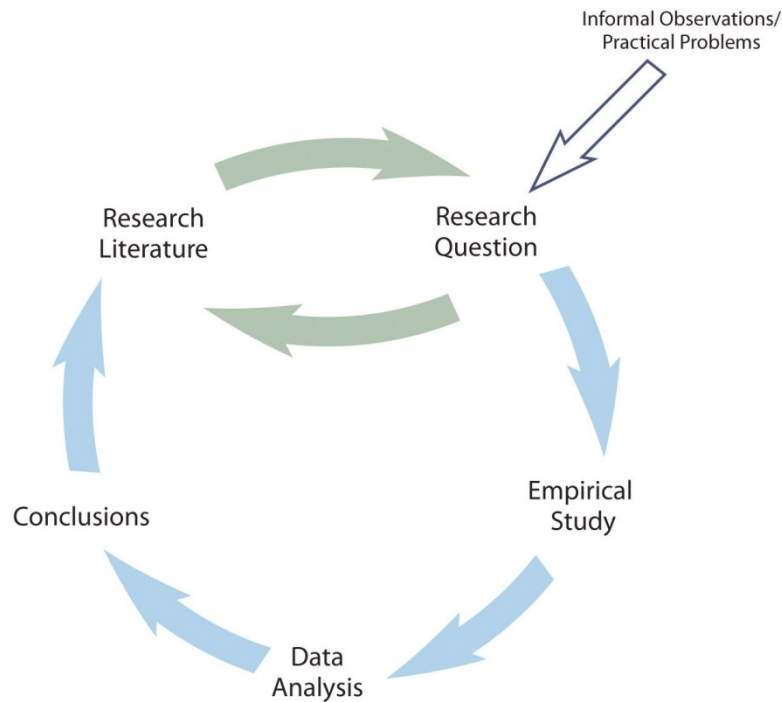 Informal Observations/
Practical Problems
Research
Literature
Research
Question
Empirical
Study
Conclusions
Data
Analysis